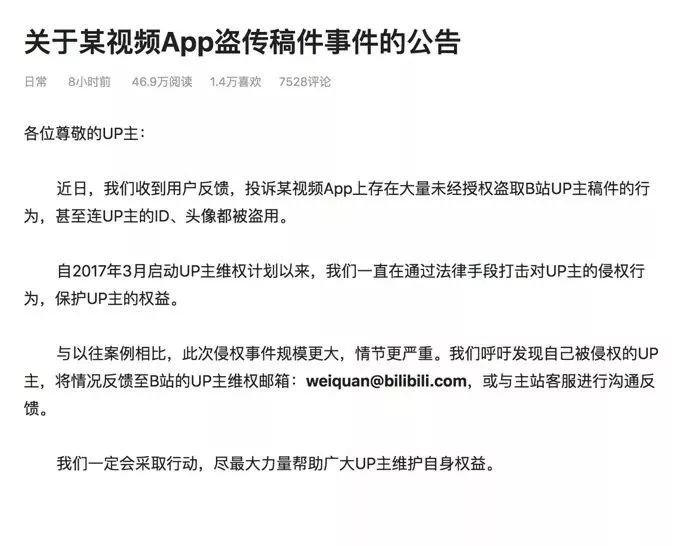 关于某视频App盗传稿件事件的公告
日常 8小时前 46.9万阅读 1.4万喜欢 7528评论
各位尊敬的UP主：
近日，我们收到用户反馈，投诉某视频App上存在大量未经授权盗取B站UP主稿件的行
为，甚至连UP主的ID、头像都被盗用。
自2017年3月启动UP主维权计划以来，我们一直在通过法律手段打击对UP主的侵权行
为，保护UP主的权益。
与以往案例相比，此次侵权事件规模更大，情节更严重。我们呼吁发现自己被侵权的UP
主，将情况反馈至B站的UP主维权邮箱：weiquan@bilibili.com，或与主站客服进行沟通反
馈。
我们一定会采取行动，尽最大力量帮助广大UP主维护自身权益。